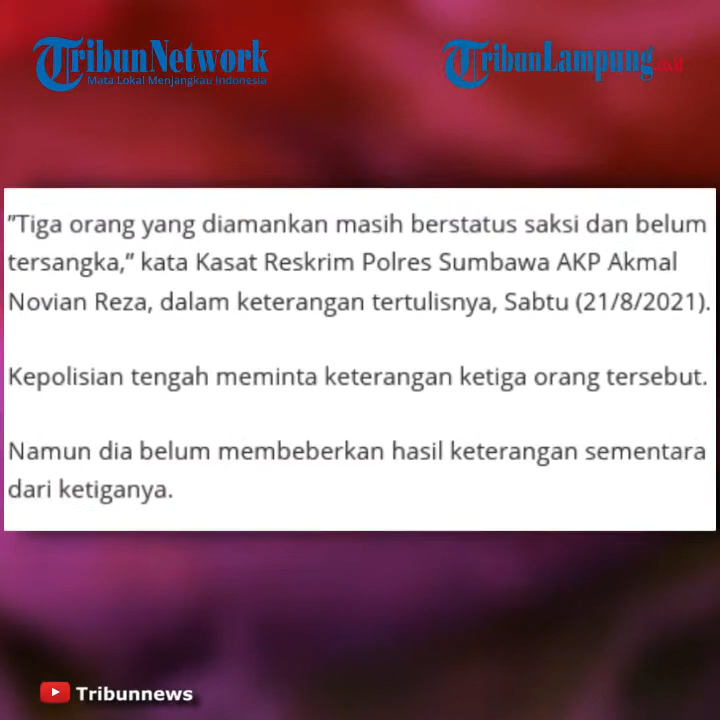 TribunNetwork
Mata Lokal Menjangkau Indonesia
TribunLampung.co.id
"Tiga orang yang diamankan masih berstatus saksi dan belum
tersangka," kata Kasat Reskrim Polres Sumbawa AKP Akmal
Novian Reza, dalam keterangan tertulisnya, Sabtu (21/8/2021).
Kepolisian tengah meminta keterangan ketiga orang tersebut.
Namun dia belum membeberkan hasil keterangan sementara
dari ketiganya.
Tribunnews